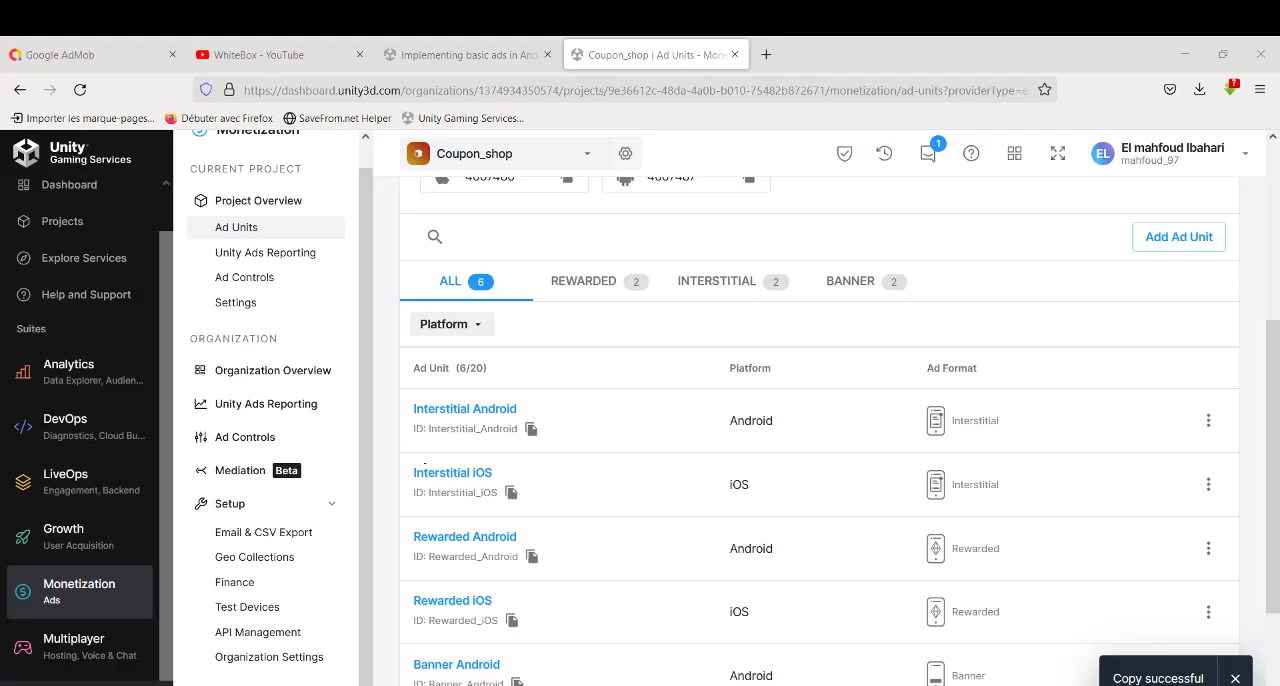 Google AdMob
WhiteBox - YouTube
Implementing basic ads in And
Coupon_shop | Ad Units - Mone
https://dashboard.unity3d.com/organizations/1374934350574/projects/9e36612c-48da-4a0b-b010-75482b872671/monetization/ad-units?providerType=e
Importer les marque-pages...
Débuter avec Firefox
SaveFrom.net Helper
Unity Gaming Services...
Unity
Gaming Services
Dashboard
Projects
Explore Services
Help and Support
Suites
Analytics
Data Explorer, Audien...
DevOps
Diagnostics, Cloud Bu...
LiveOps
Engagement, Backend
Growth
User Acquisition
Monetization
Ads
Multiplayer
Hosting, Voice & Chat
Monetization
CURRENT PROJECT
Project Overview
Ad Units
Unity Ads Reporting
Ad Controls
Settings
ORGANIZATION
Organization Overview
Unity Ads Reporting
Ad Controls
Mediation Beta
Setup
Email & CSV Export
Geo Collections
Finance
Test Devices
API Management
Organization Settings
Coupon_shop
1
EL
El mahfoud Ibahari
mahfoud_97
Add Ad Unit
ALL 6
REWARDED 2
INTERSTITIAL 2
BANNER 2
Platform
Ad Unit (6/20)
Platform
Ad Format
Interstitial Android
ID: Interstitial_Android
Android
Interstitial
Interstitial iOS
ID: Interstitial_iOS
iOS
Interstitial
Rewarded Android
ID: Rewarded_Android
Android
Rewarded
Rewarded iOS
ID: Rewarded_iOS
iOS
Rewarded
Banner Android
ID: Banner_Android
Android
Banner
Copy successful